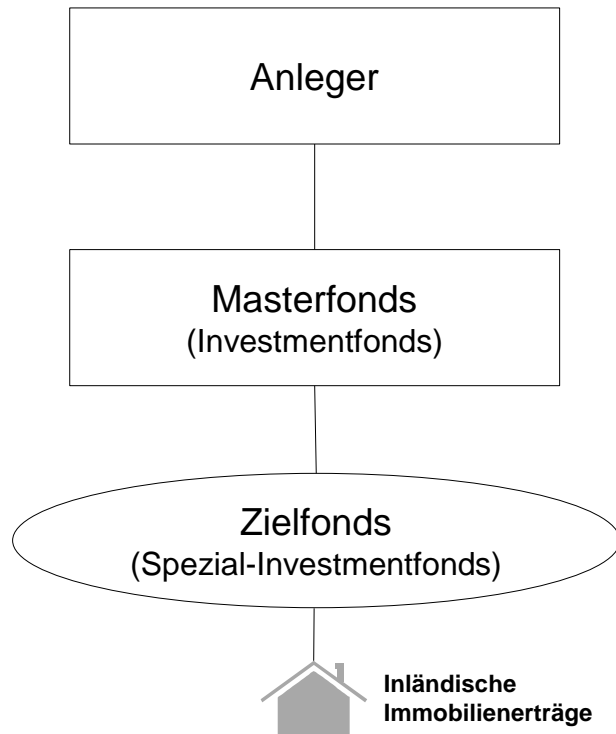 Anleger
Masterfonds
(Investmentfonds)
Zielfonds
(Spezial-Investmentfonds)
Inländische
Immobilienerträge